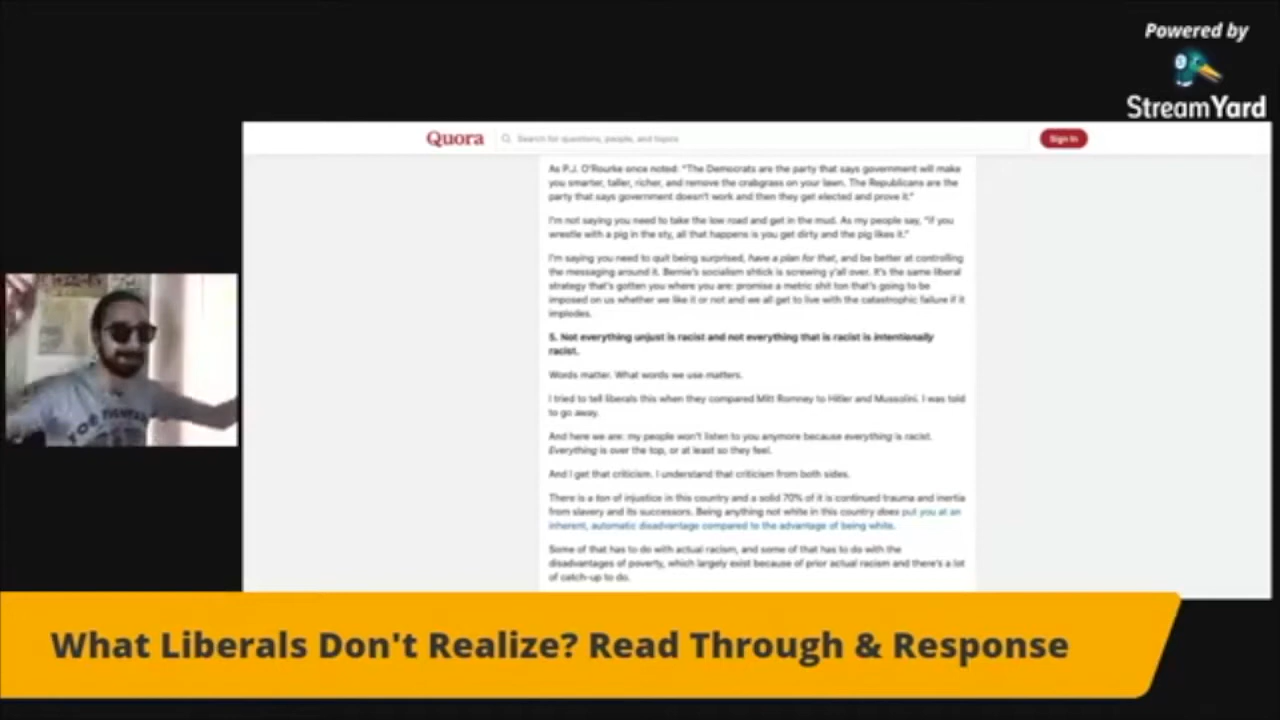 Powered by
StreamYard
Quora
Search for questions, people, and topics
Sign In
As P.J. O'Rourke once noted: "The Democrats are the party that says government will make
you smarter, taller, richer, and remove the crabgrass on your lawn. The Republicans are the
party that says government doesn't work and then they get elected and prove it."
I'm not saying you need to take the low road and get in the mud. As my people say, "if you
wrestle with a pig in the sty, all that happens is you get dirty and the pig likes it."
I'm saying you need to quit being surprised, have a plan for that, and be better at controlling
the messaging around it. Bernie's socialism shtick is screwing y'all over. It's the same liberal
strategy that's gotten you where you are: promise a metric shit ton that's going to be
imposed on us whether we like it or not and we all get to live with the catastrophic failure if it
implodes.
5. Not everything unjust is racist and not everything that is racist is intentionally
racist.
Words matter. What words we use matters.
I tried to tell liberals this when they compared Mitt Romney to Hitler and Mussolini. I was told
to go away.
And here we are: my people won't listen to you anymore because everything is racist.
Everything is over the top, or at least so they feel.
And I get that criticism. I understand that criticism from both sides.
There is a ton of injustice in this country and a solid 70% of it is continued trauma and inertia
from slavery and its successors. Being anything not white in this country does put you at an
inherent, automatic disadvantage compared to the advantage of being white.
Some of that has to do with actual racism, and some of that has to do with the
disadvantages of poverty, which largely exist because of prior actual racism and there's a lot
of catch-up to do.
What Liberals Don't Realize? Read Through & Response